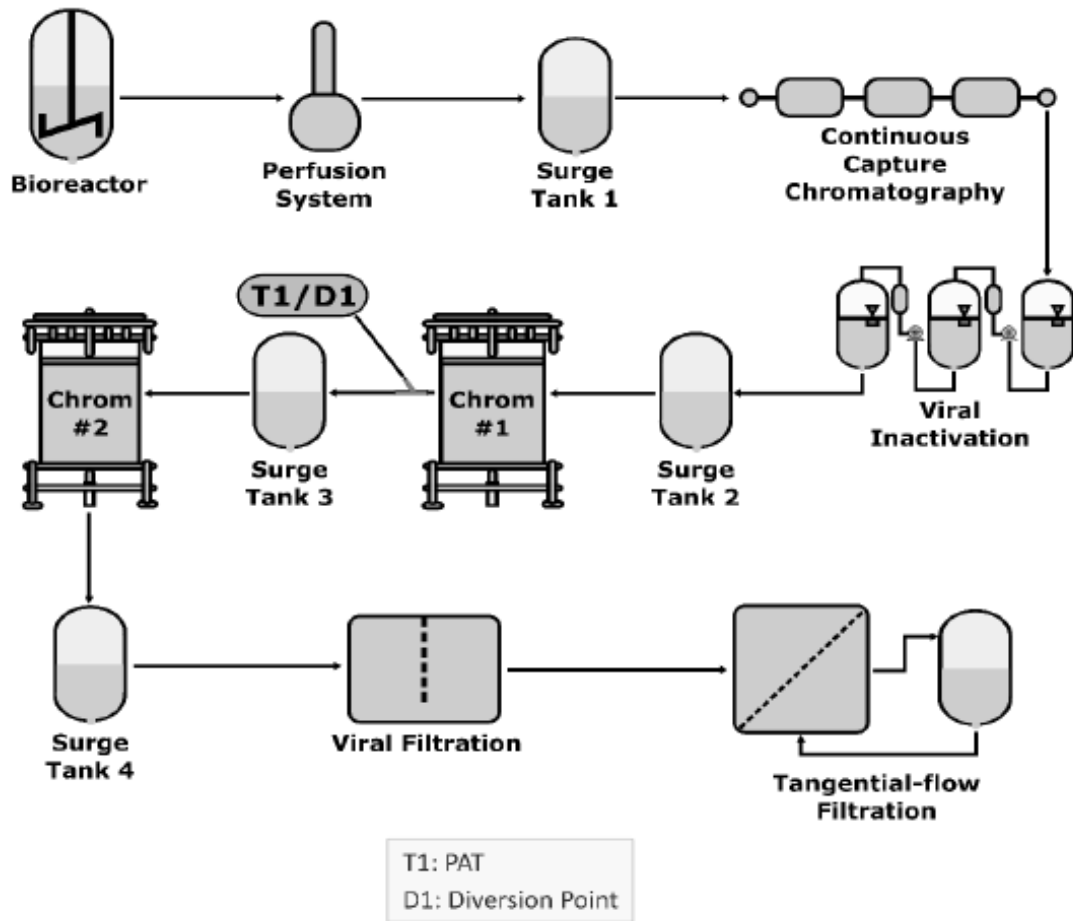 Bioreactor
Perfusion
System
Surge
Tank 1
Continuous
Capture
Chromatography
T1/D1
Chrom
#2
Surge
Tank 3
Chrom
#1
Surge
Tank 2
Viral
Inactivation
Surge
Tank 4
Viral Filtration
Tangential-flow
Filtration
T1: PAT
D1: Diversion Point